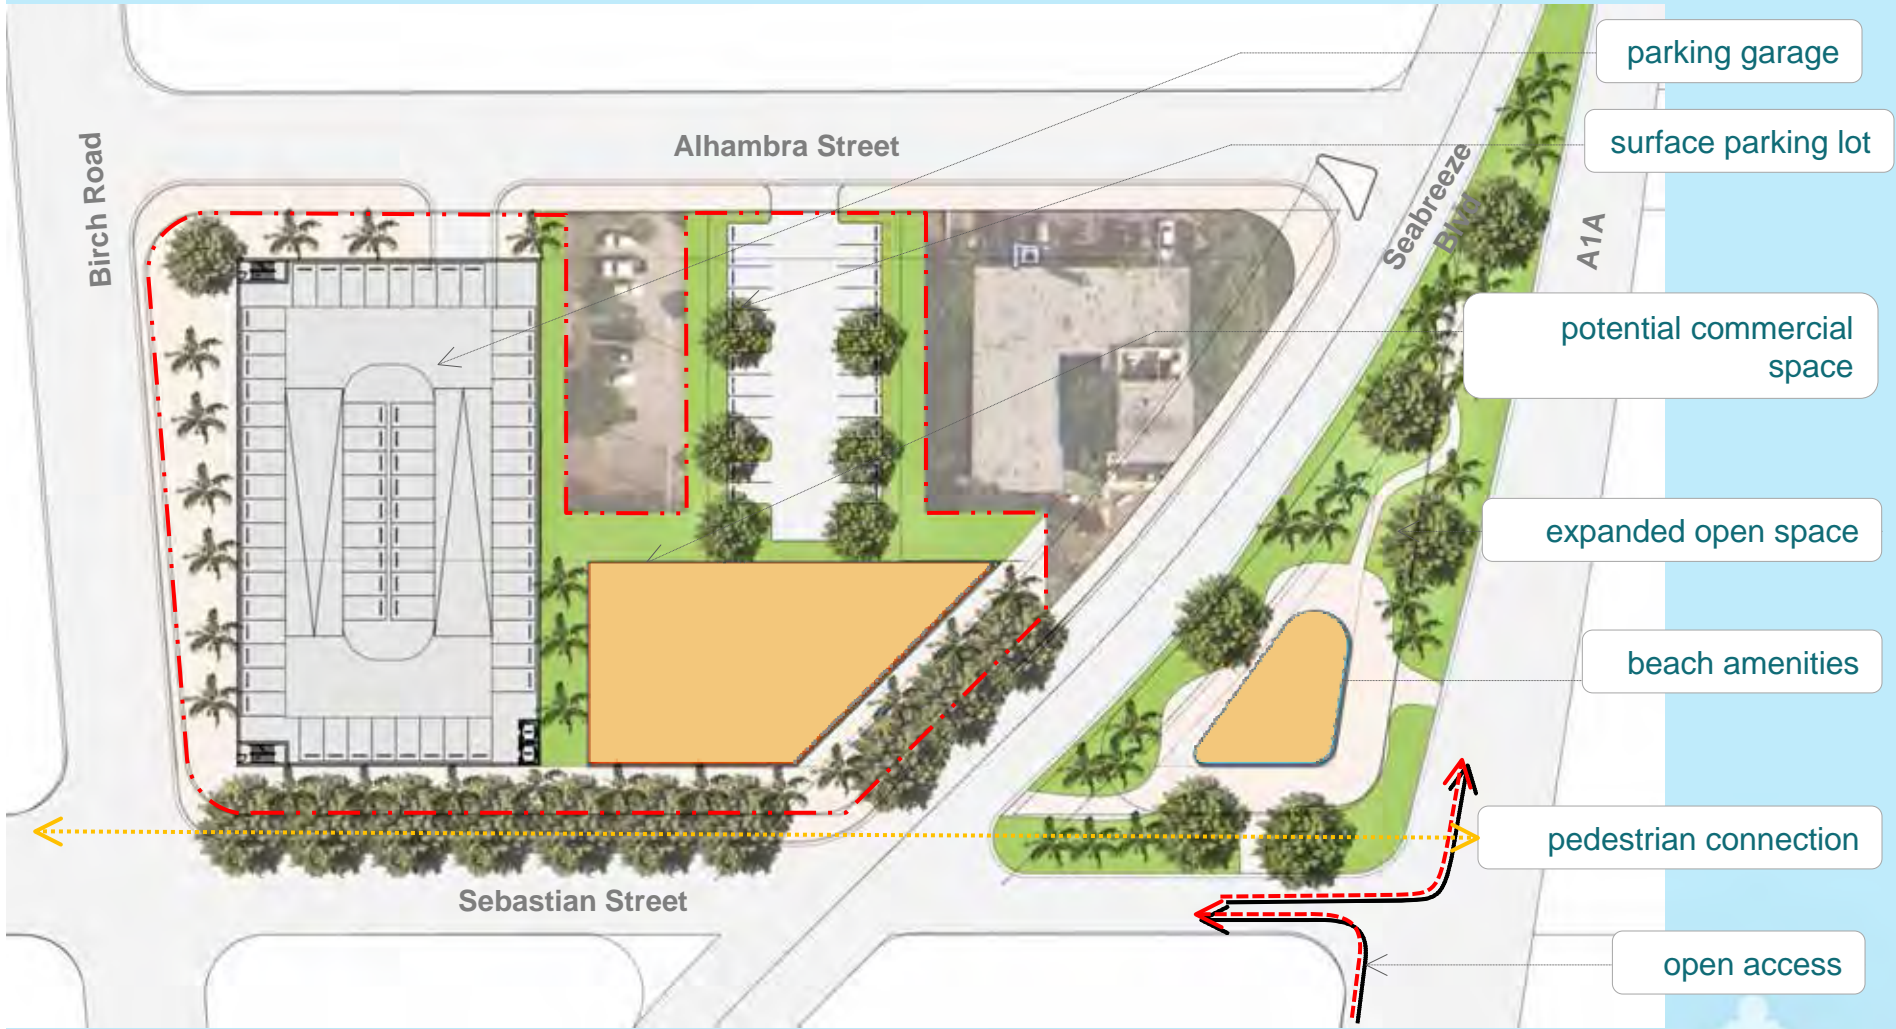 parking garage
surface parking lot
Alhambra Street
Birch Road
Seabreeze
Blvd
A1A
potential commercial
space
expanded open space
beach amenities
pedestrian connection
Sebastian Street
open access